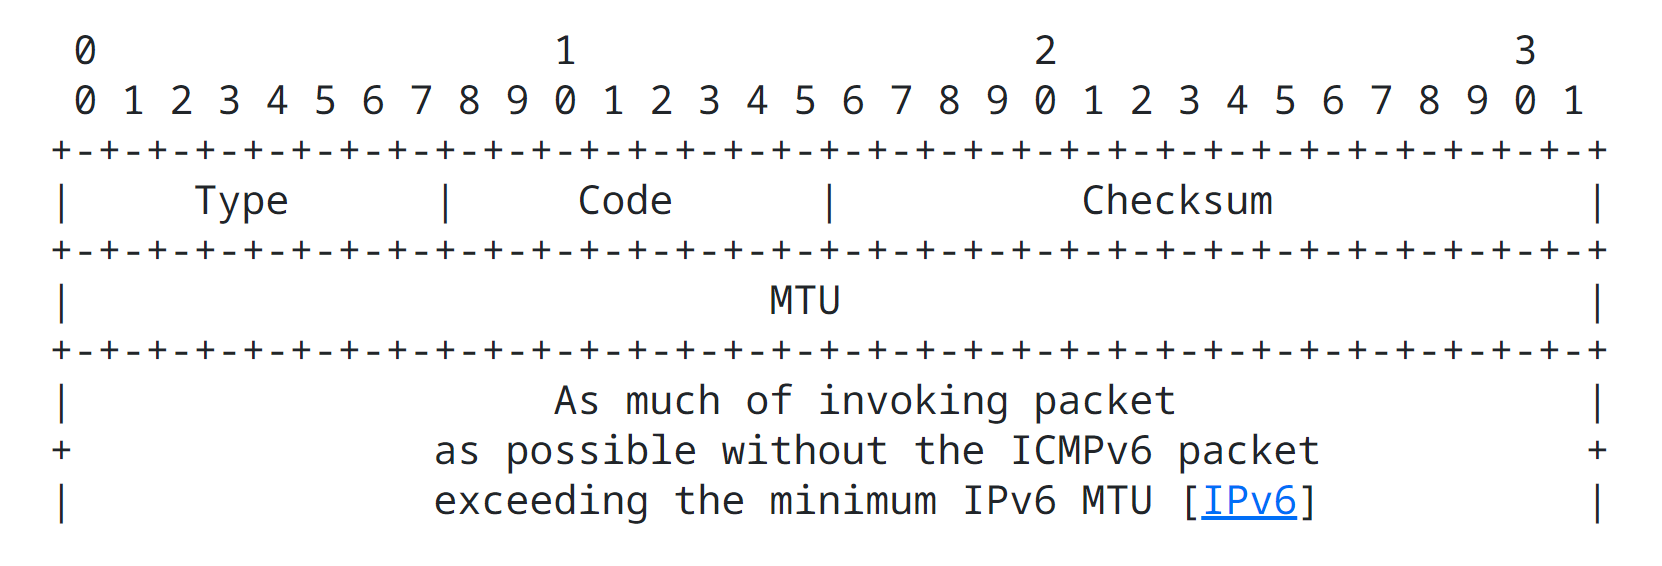 0                   1                   2                   3
0 1 2 3 4 5 6 7 8 9 0 1 2 3 4 5 6 7 8 9 0 1 2 3 4 5 6 7 8 9 0 1
+-+-+-+-+-+-+-+-+-+-+-+-+-+-+-+-+-+-+-+-+-+-+-+-+-+-+-+-+-+-+-+-+
|     Type      |     Code      |          Checksum             |
+-+-+-+-+-+-+-+-+-+-+-+-+-+-+-+-+-+-+-+-+-+-+-+-+-+-+-+-+-+-+-+-+
|                             MTU                               |
+-+-+-+-+-+-+-+-+-+-+-+-+-+-+-+-+-+-+-+-+-+-+-+-+-+-+-+-+-+-+-+-+
|                    As much of invoking packet                 |
+               as possible without the ICMPv6 packet           +
|               exceeding the minimum IPv6 MTU [IPv6]           |